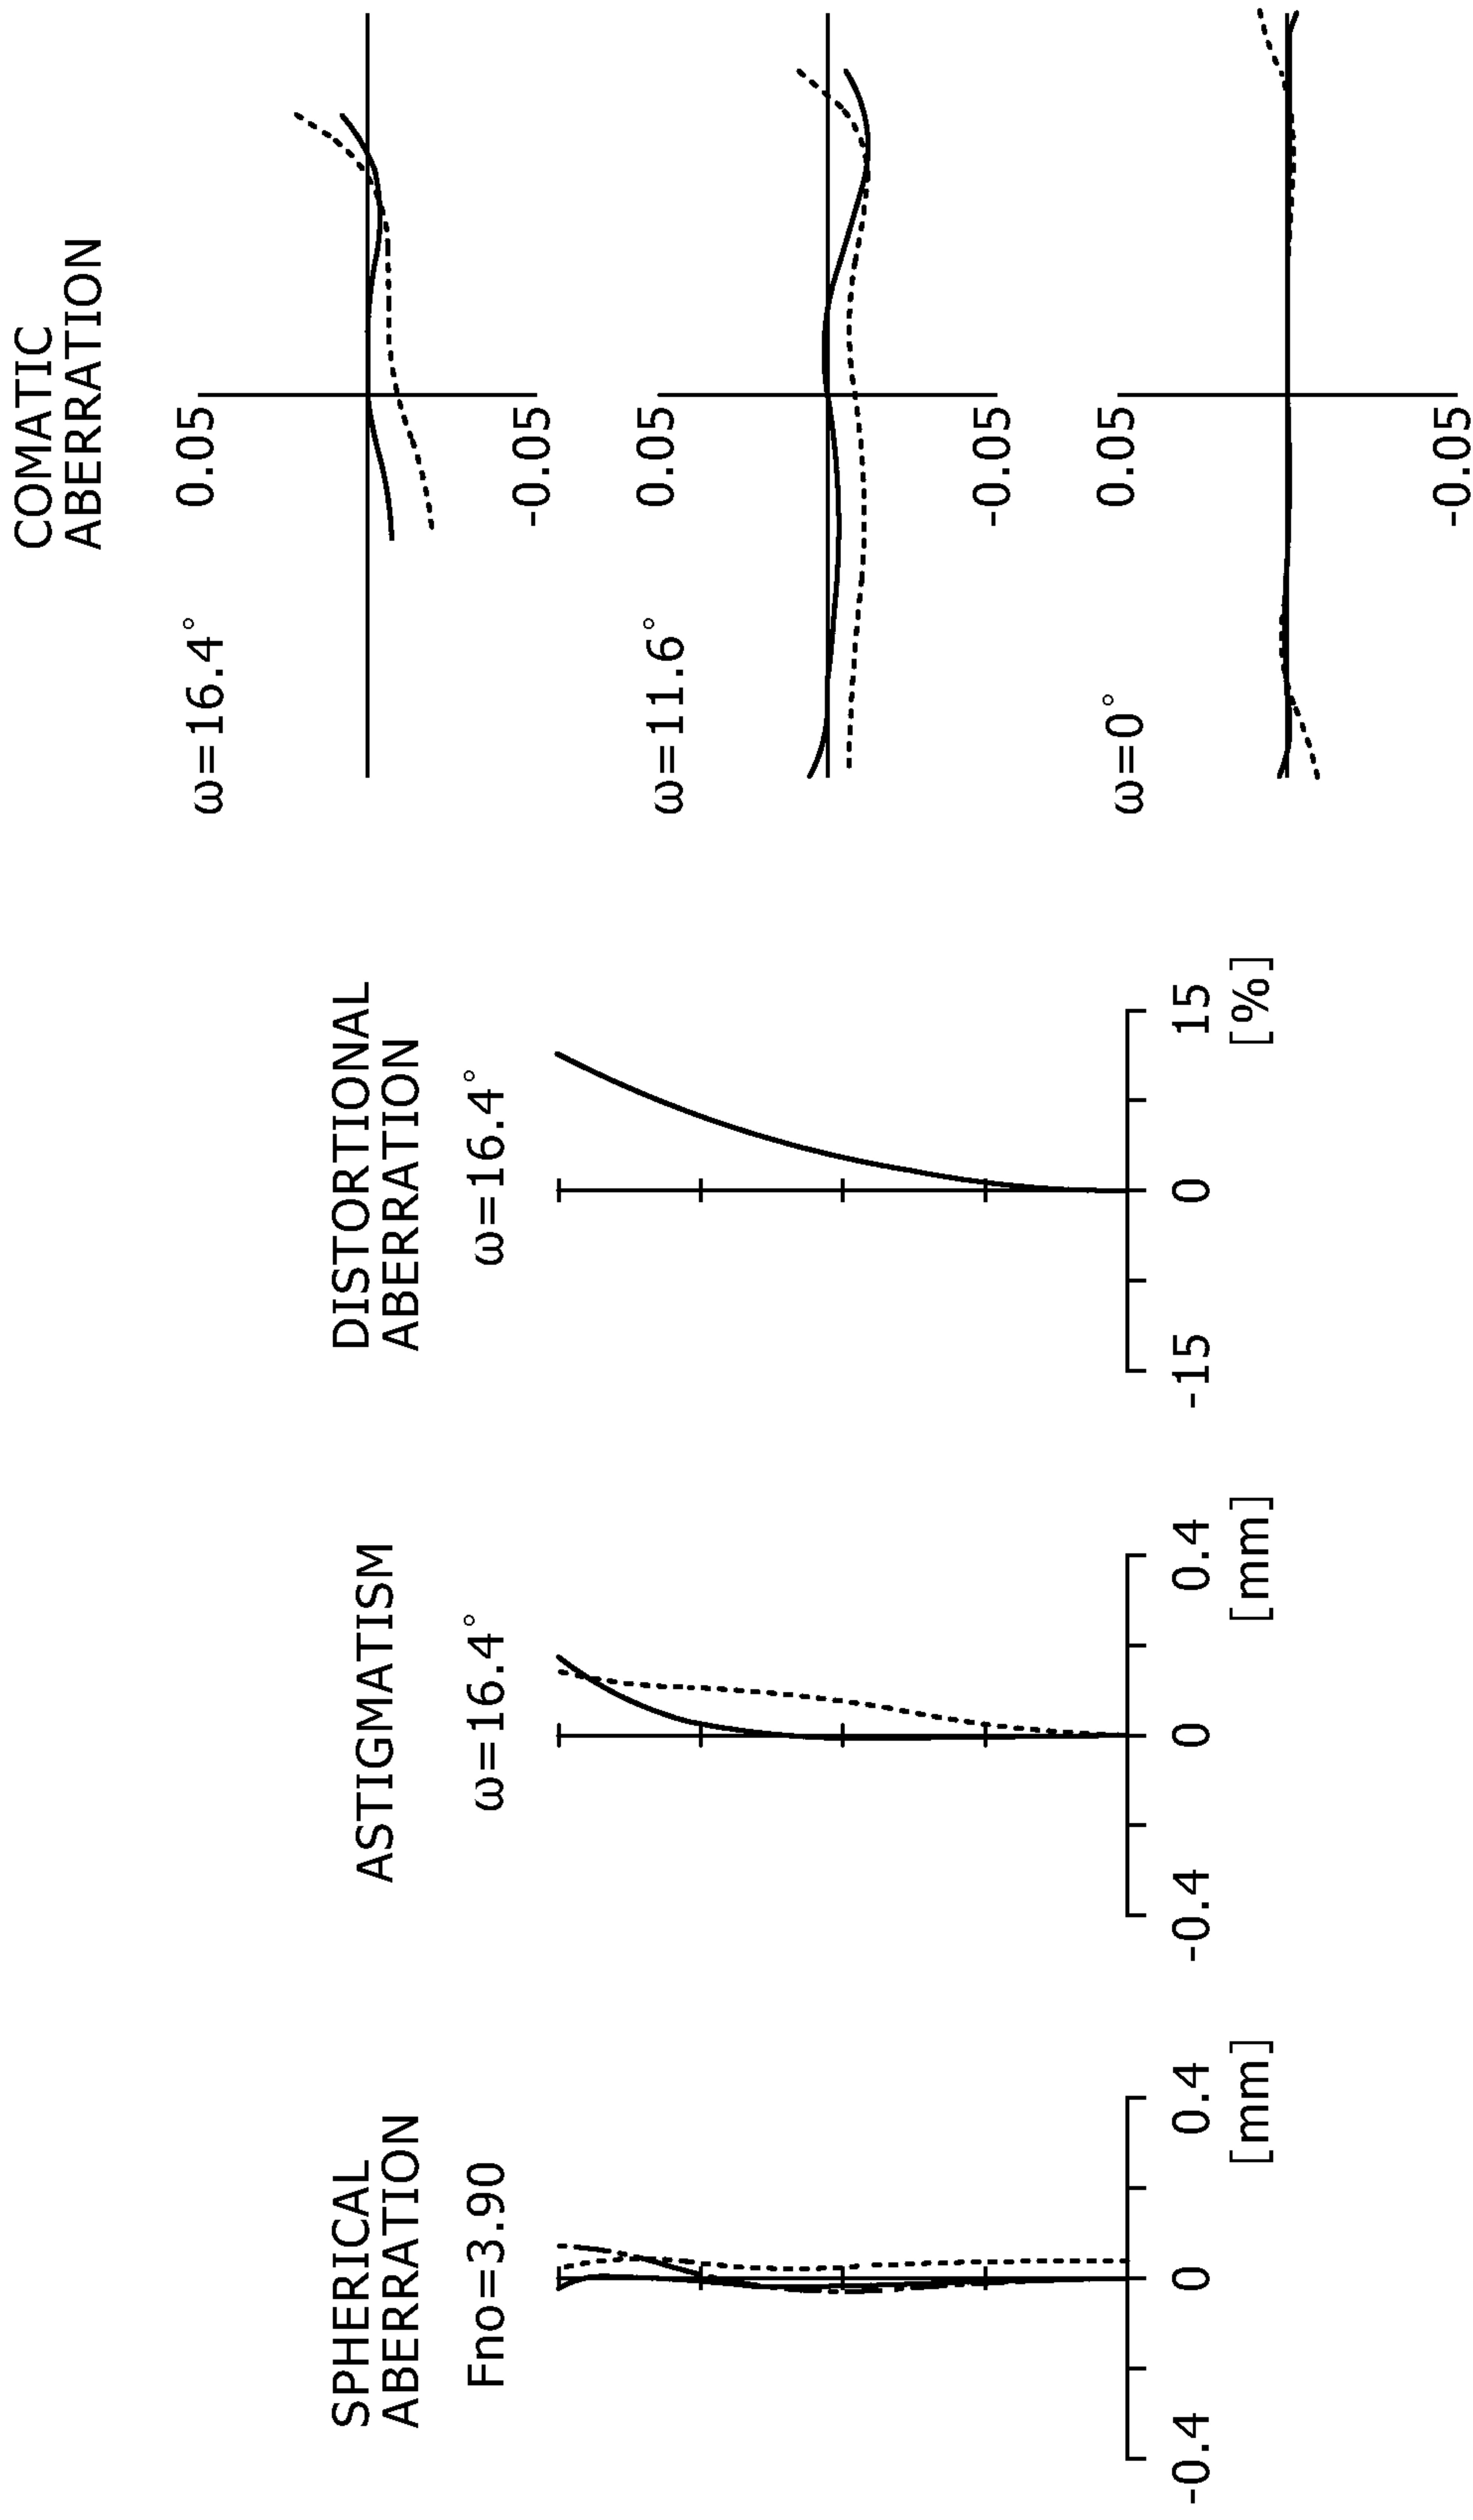 SPHERICAL
ABERRATION
Fno=3.90
-0.4
0
0.4
[mm]
ASTIGMATISM
ω=16.4°
-0.4
0
0.4
[mm]
DISTORTIONAL
ABERRATION
ω=16.4°
-15
0
15
[%]
COMATIC
ABERRATION
ω=16.4°
0.05
-0.05
ω=11.6°
0.05
-0.05
ω=0°
0.05
-0.05